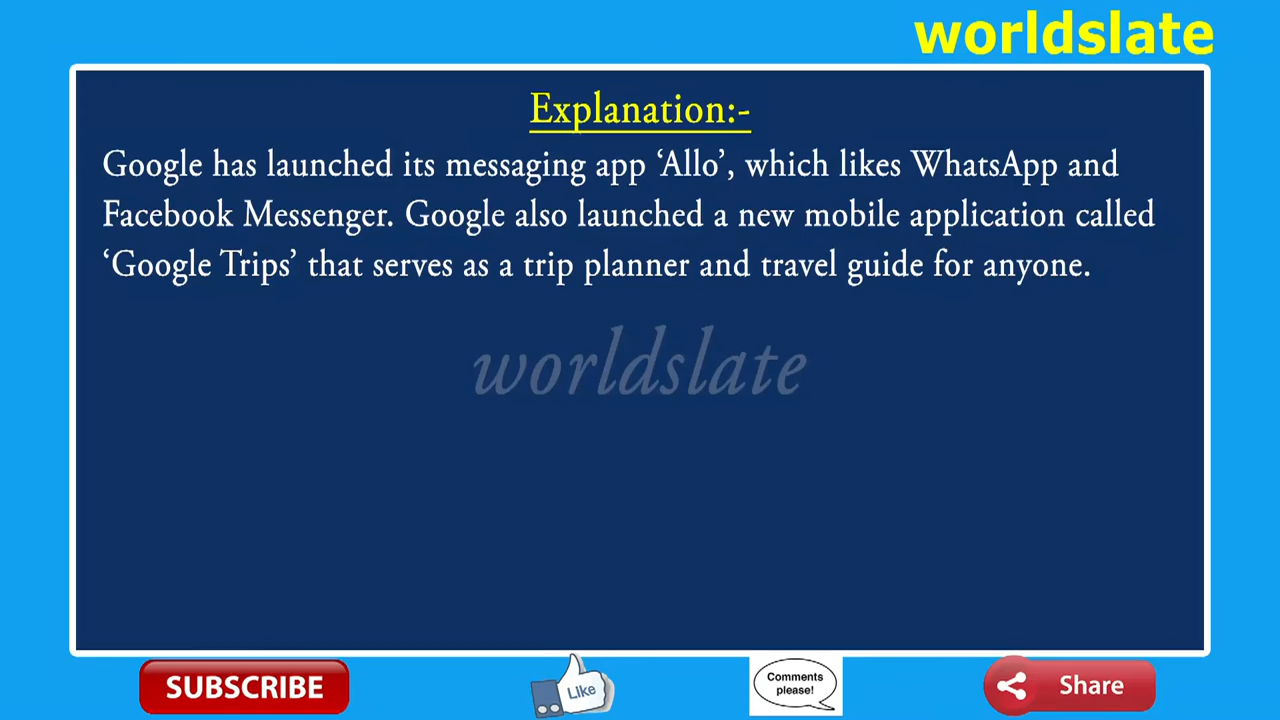 worldslate
Explanation:-
Google has launched its messaging app ‘Allo’, which likes WhatsApp and
Facebook Messenger. Google also launched a new mobile application called
‘Google Trips’ that serves as a trip planner and travel guide for anyone.
worldslate
SUBSCRIBE
Like
Comments
please!
Share